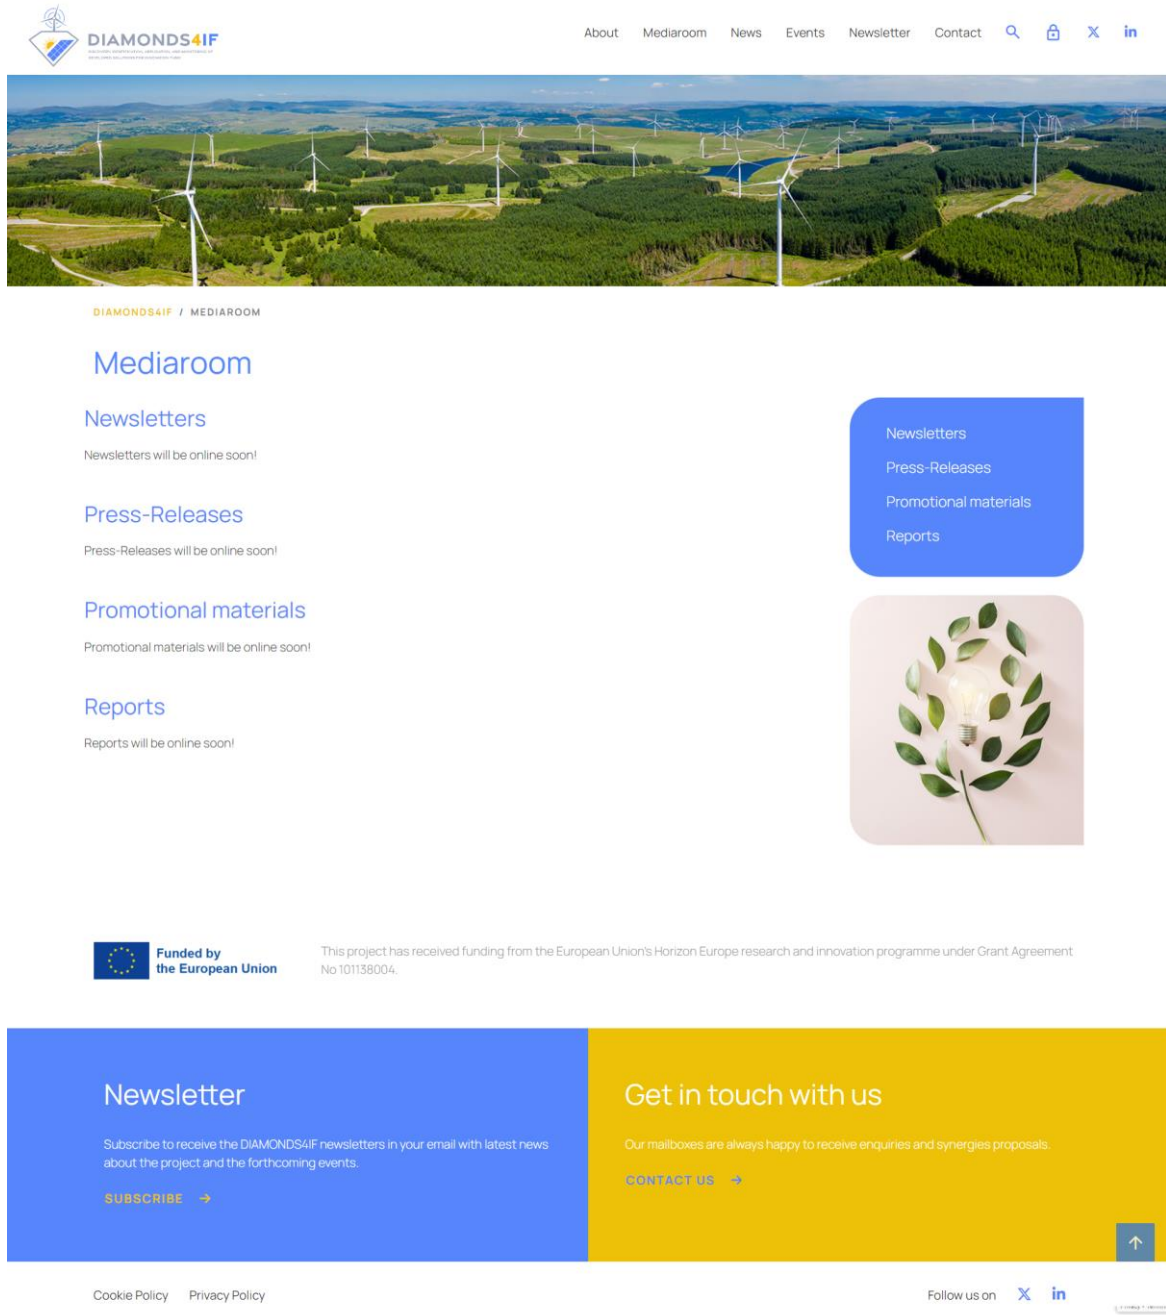 DIAMONDS4IF
About Mediaroom News Events Newsletter Contact
DIAMONDS4IF / MEDIAROOM
Mediaroom
Newsletters
Newsletters will be online soon!
Press-Releases
Press-Releases will be online soon!
Promotional materials
Promotional materials will be online soon!
Reports
Reports will be online soon!
Newsletters
Press-Releases
Promotional materials
Reports
Funded by
the European Union
This project has received funding from the European Union's Horizon Europe research and innovation programme under Grant Agreement
No 101138004.
Newsletter
Subscribe to receive the DIAMONDS4IF newsletters in your email with latest news
about the project and the forthcoming events.
SUBSCRIBE →
Get in touch with us
Our mailboxes are always happy to receive enquiries and synergies proposals.
CONTACT US →
Cookie Policy Privacy Policy
Follow us on X in